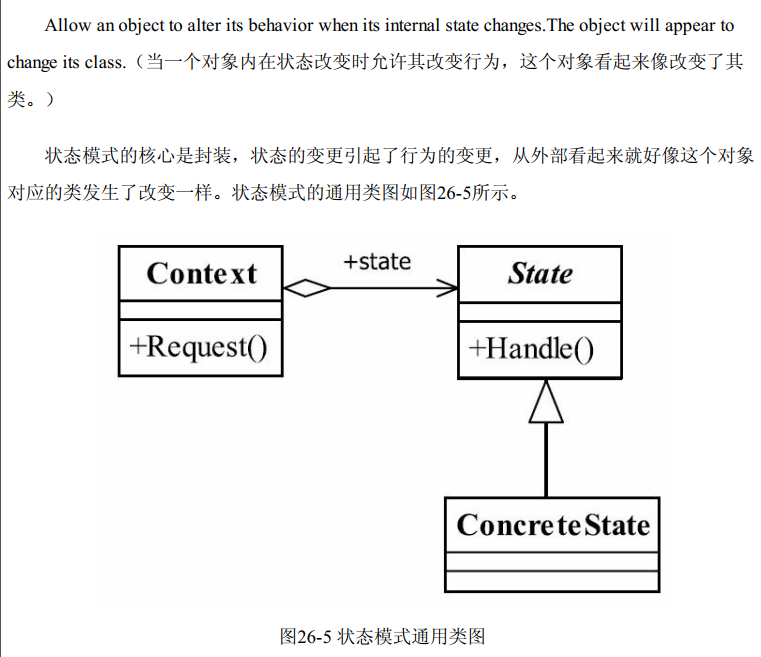 Allow an object to alter its behavior when its internal state changes.The object will appear to
change its class.（当一个对象内在状态改变时允许其改变行为，这个对象看起来像改变了其
类。）
状态模式的核心是封装，状态的变更引起了行为的变更，从外部看起来就好像这个对象
对应的类发生了改变一样。状态模式的通用类图如图26-5所示。
Context
+state
State
+Request()
+Handle()
ConcreteState
图26-5 状态模式通用类图